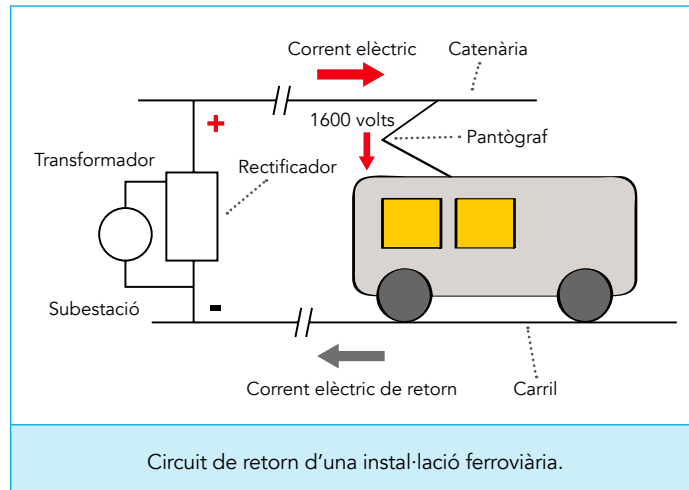 Corrent elèctric
Catenària
+
1600 volts
Pantògraf
Transformador
Rectificador
Subestació
-
Corrent elèctric de retorn
Carril
Circuit de retorn d'una instal·lació ferroviària.